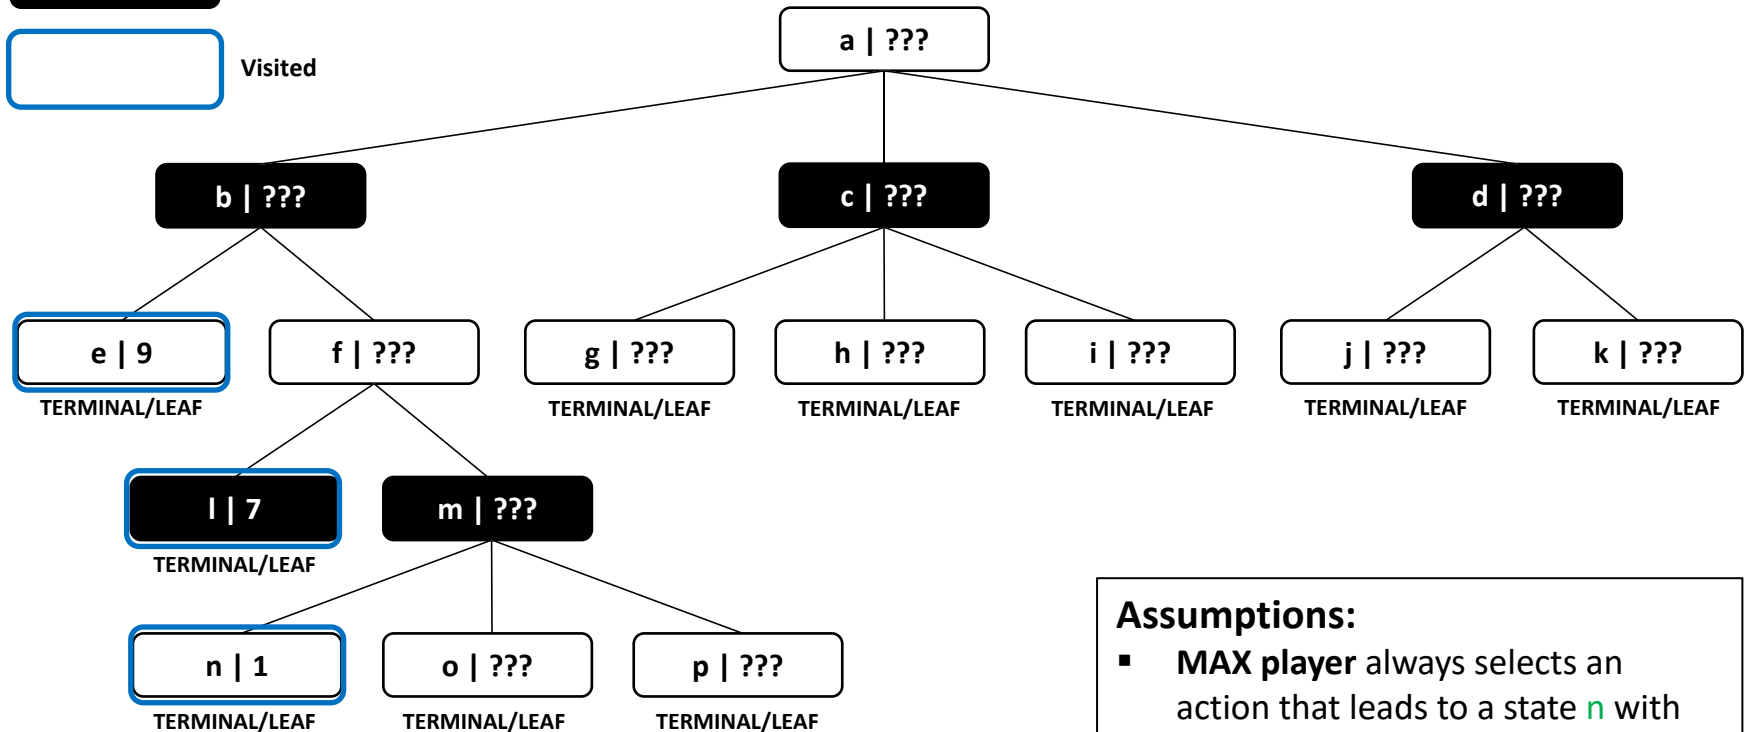 a | ???
Visited
b | ???
c | ???
d | ???
e | 9
f | ???
g | ???
h | ???
i | ???
j | ???
k | ???
TERMINAL/LEAF
TERMINAL/LEAF
TERMINAL/LEAF
TERMINAL/LEAF
TERMINAL/LEAF
TERMINAL/LEAF
l | 7
m | ???
TERMINAL/LEAF
n | 1
o | ???
p | ???
TERMINAL/LEAF
TERMINAL/LEAF
TERMINAL/LEAF
Assumptions:
▪ MAX player always selects an
action that leads to a state n with